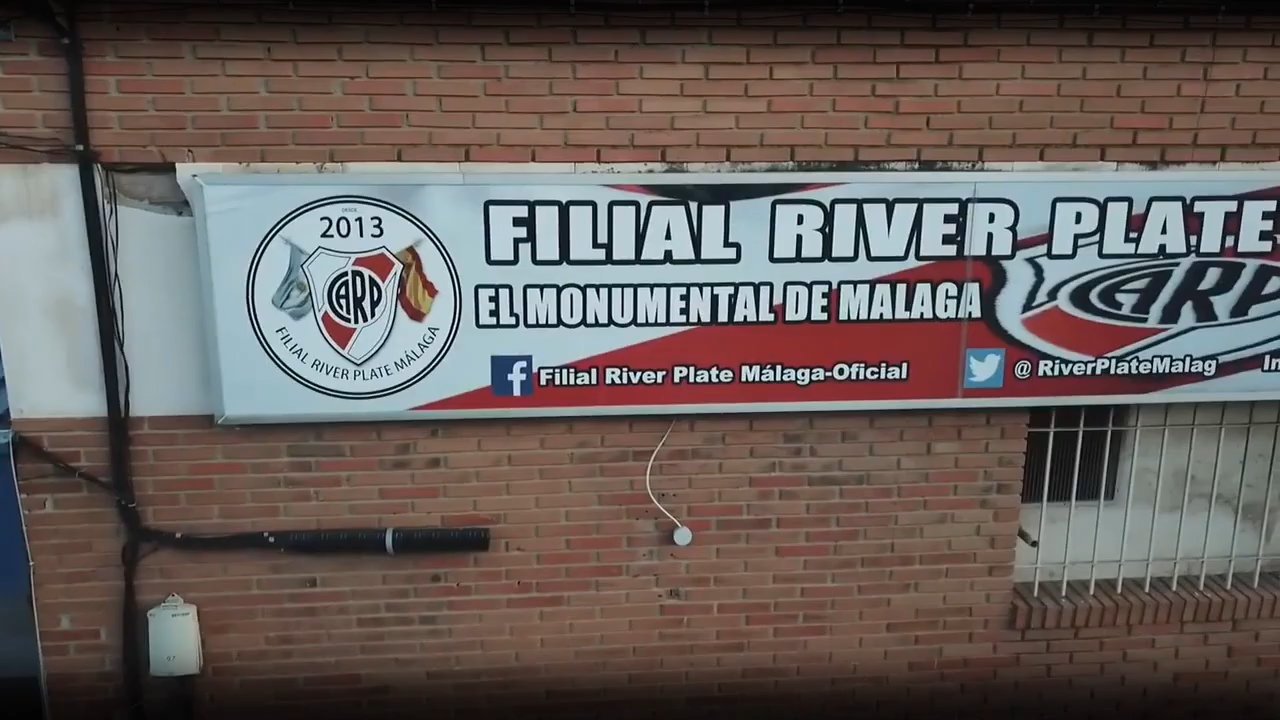 DESDE
2013
CARP
FILIAL RIVER PLATE MÁLAGA
FILIAL RIVER PLATE
EL MONUMENTAL DE MALAGA
CARP
Filial River Plate Málaga-Oficial
@ RiverPlateMalag
In